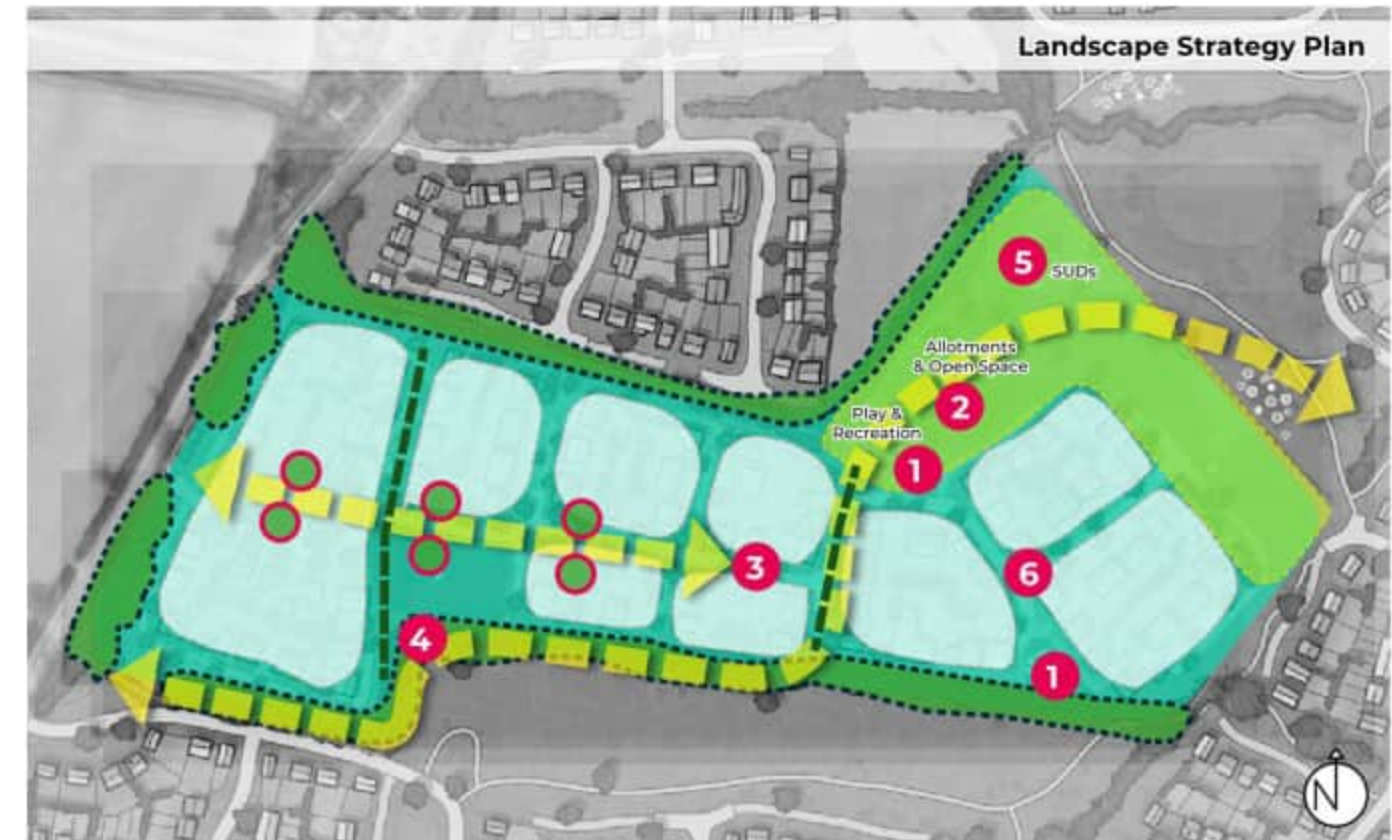 Landscape Strategy Plan
5
SUDs
Allotments
& Open Space
2
Play &
Recreation
1
3
6
4
1
N